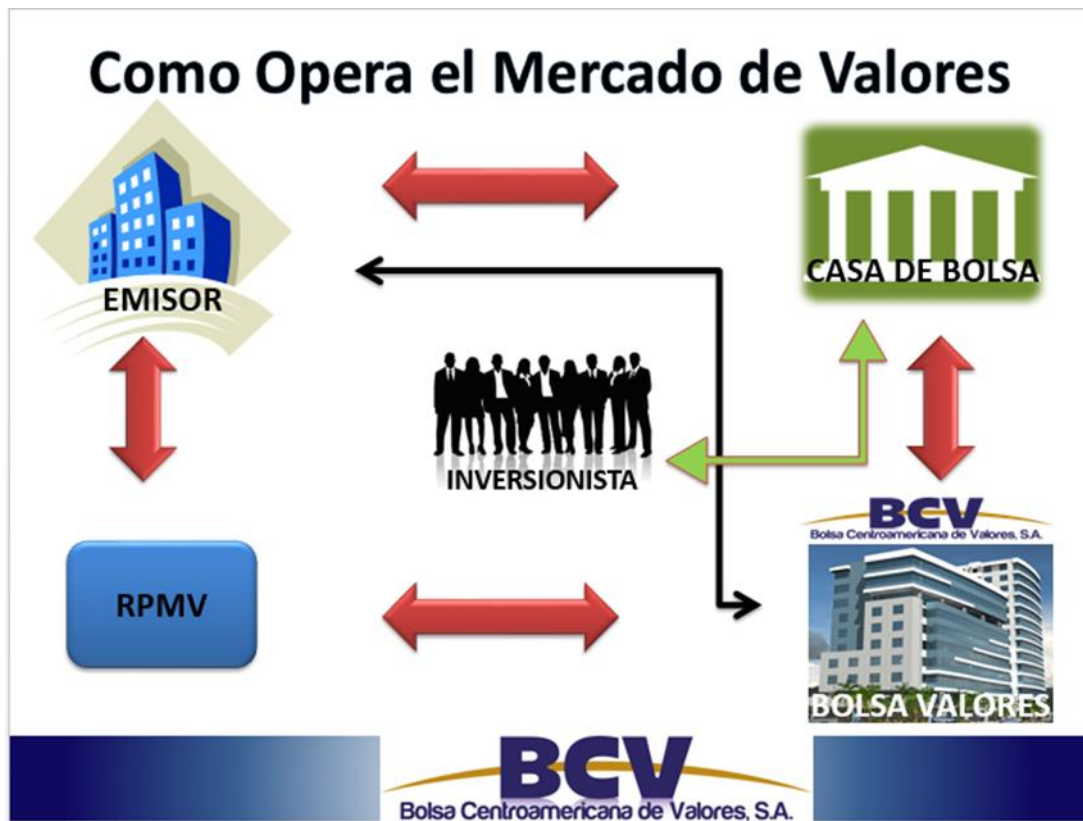 Como Opera el Mercado de Valores
EMISOR
CASA DE BOLSA
INVERSIONISTA
BCV
Bolsa Centroamericana de Valores, S.A.
RPMV
BOLSA VALORES
BCV
Bolsa Centroamericana de Valores, S.A.